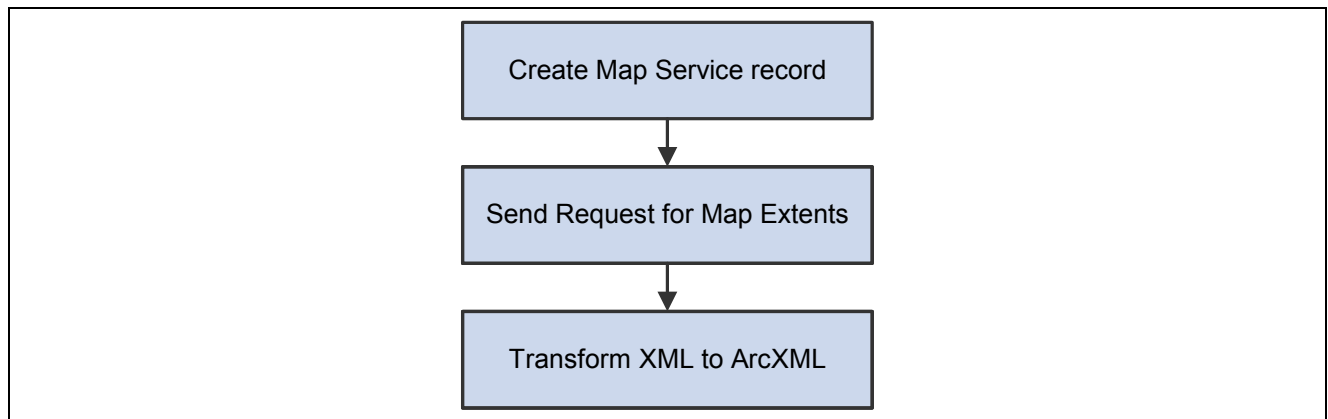 Create Map Service record
Send Request for Map Extents
Transform XML to ArcXML